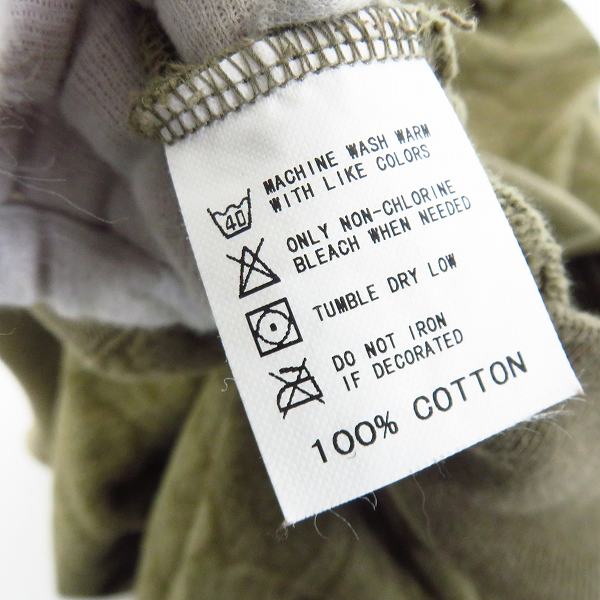 40
MACHINE WASH WARM
WITH LIKE COLORS
ONLY NON-CHLORINE
BLEACH WHEN NEEDED
TUMBLE DRY LOW
DO NOT IRON
IF DECORATED
100% COTTON